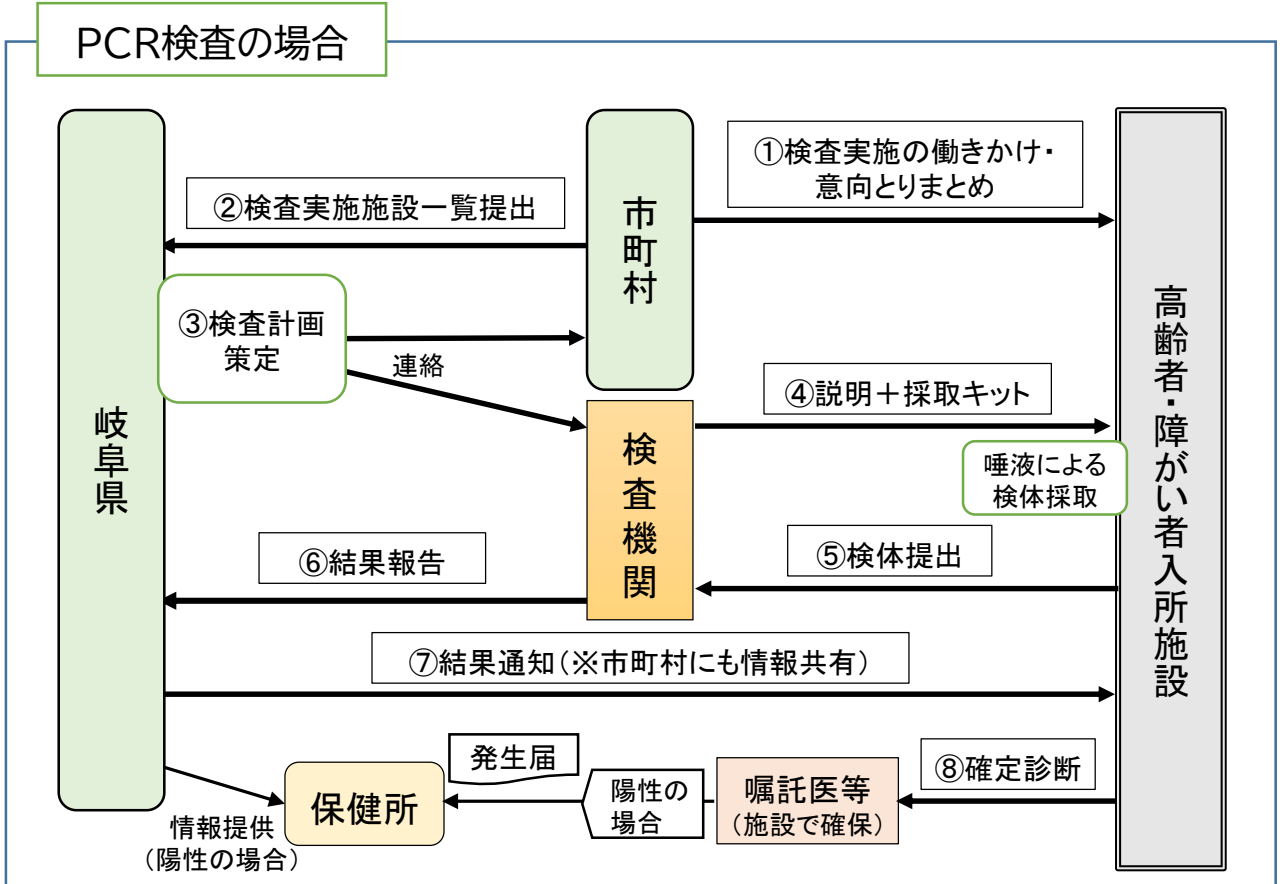 PCR検査の場合
①検査実施の働きかけ・
意向とりまとめ
②検査実施施設一覧提出
市町村
③検査計画
策定
連絡
④説明＋採取キット
岐阜県
検査機関
高齢者・障がい者入所施設
唾液による
検体採取
⑤検体提出
⑥結果報告
⑦結果通知（※市町村にも情報共有）
発生届
⑧確定診断
保健所
陽性の
場合
嘱託医等
（施設で確保）
情報提供
（陽性の場合）